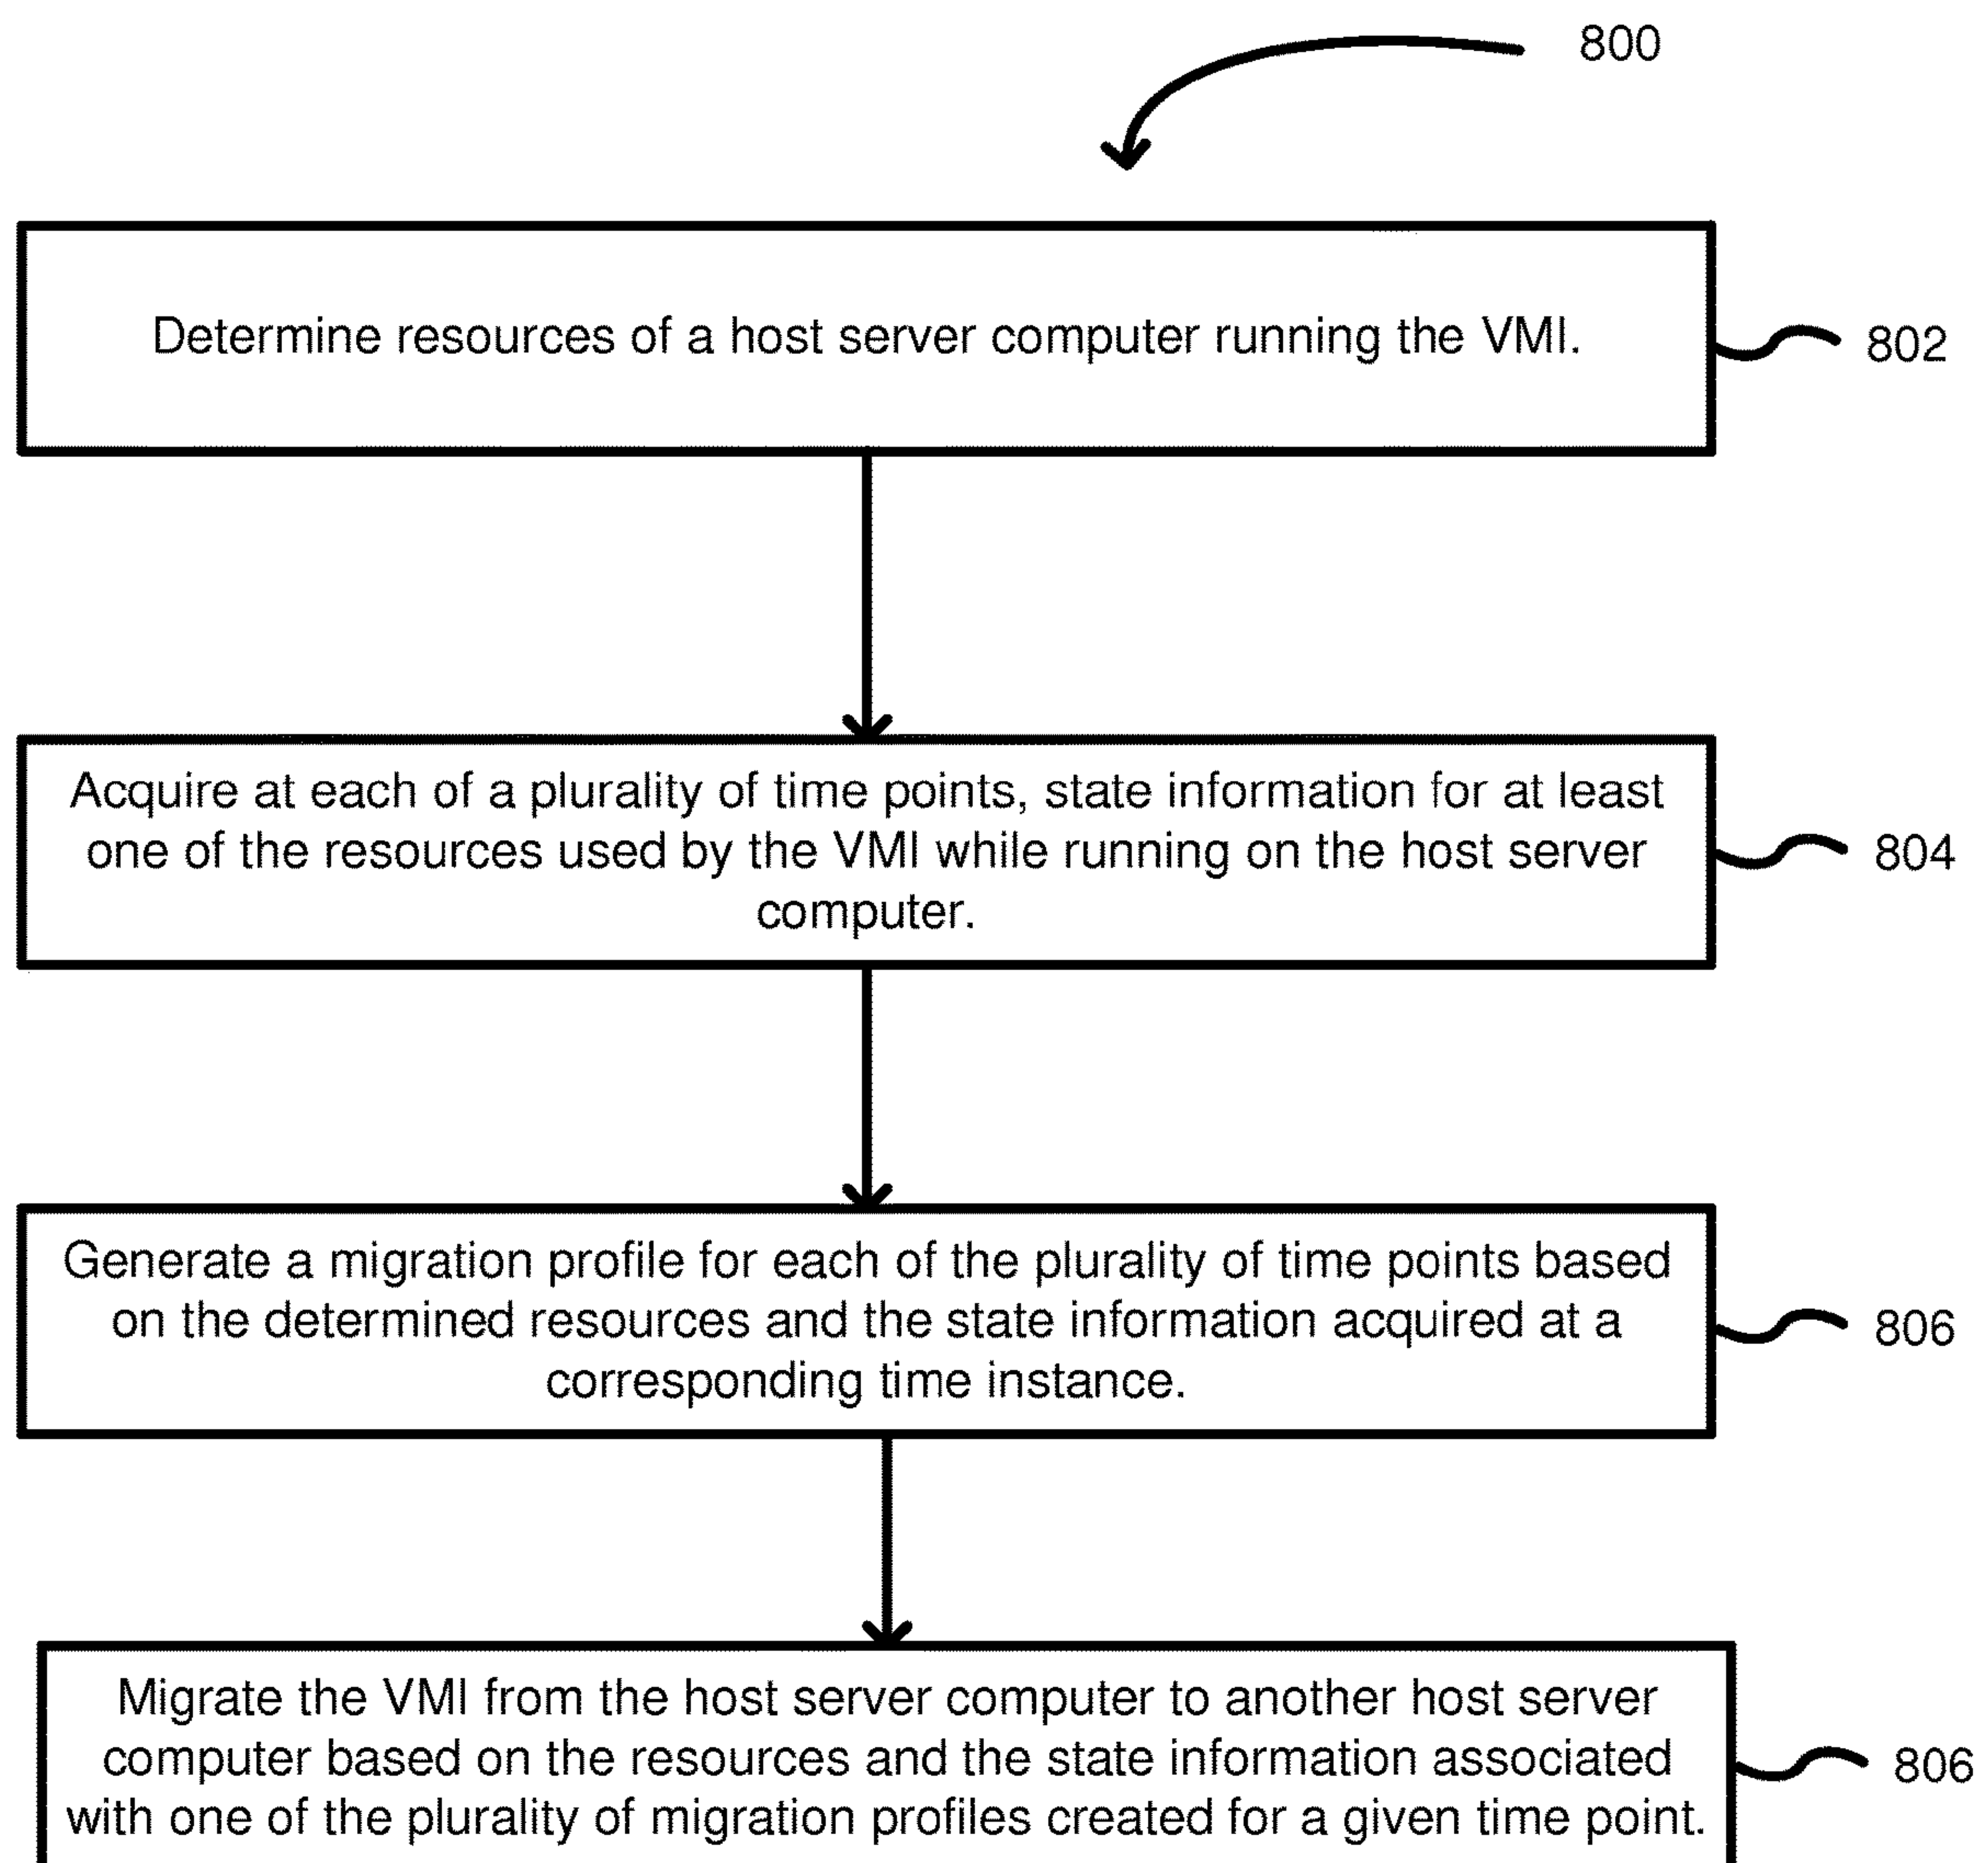 800
Determine resources of a host server computer running the VMI.
802
Acquire at each of a plurality of time points, state information for at least
one of the resources used by the VMI while running on the host server
computer.
804
Generate a migration profile for each of the plurality of time points based
on the determined resources and the state information acquired at a
corresponding time instance.
806
Migrate the VMI from the host server computer to another host server
computer based on the resources and the state information associated
with one of the plurality of migration profiles created for a given time point.
806